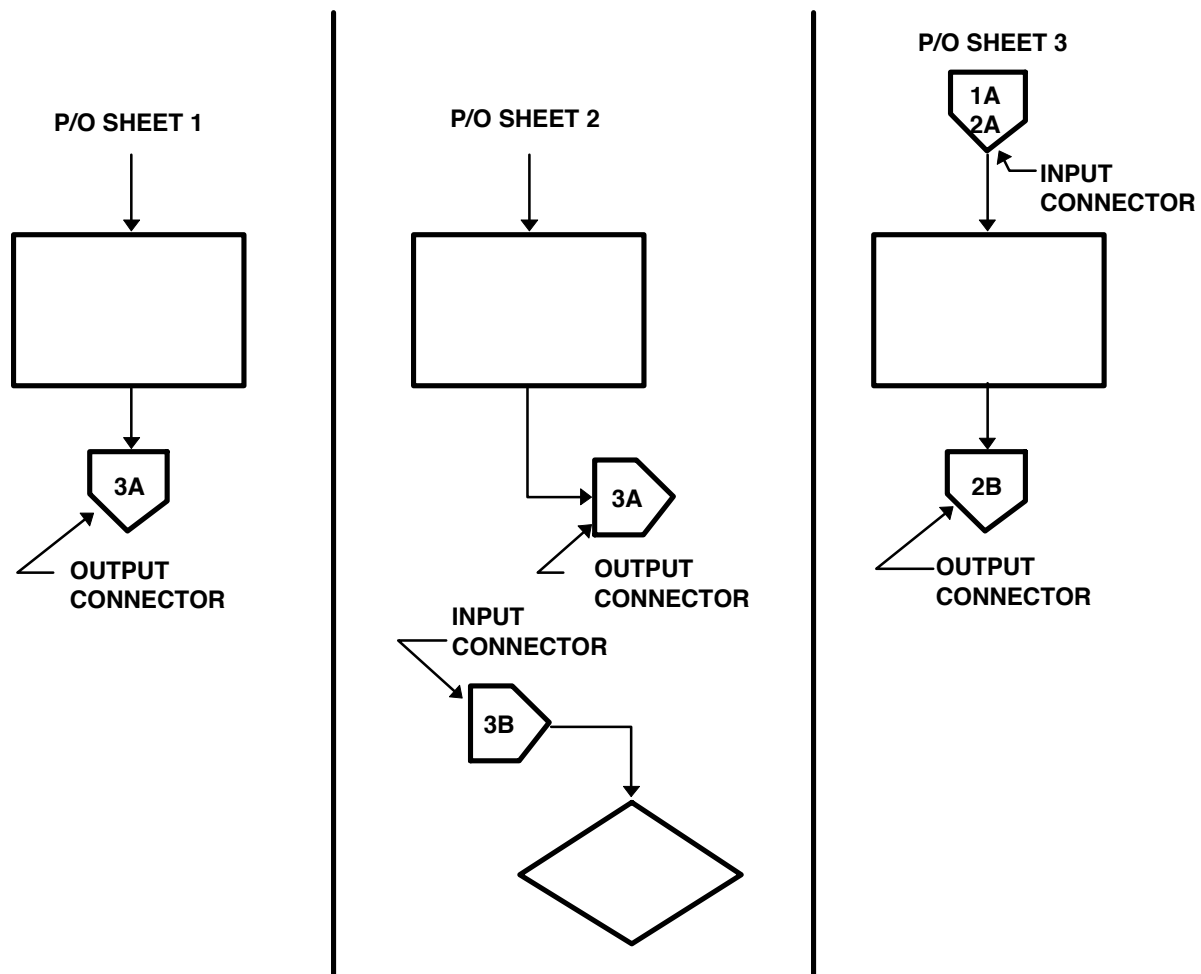 P/O SHEET 1
3A
OUTPUT
CONNECTOR
P/O SHEET 2
3A
OUTPUT
CONNECTOR
INPUT
CONNECTOR
3B
P/O SHEET 3
1A
2A
INPUT
CONNECTOR
2B
OUTPUT
CONNECTOR